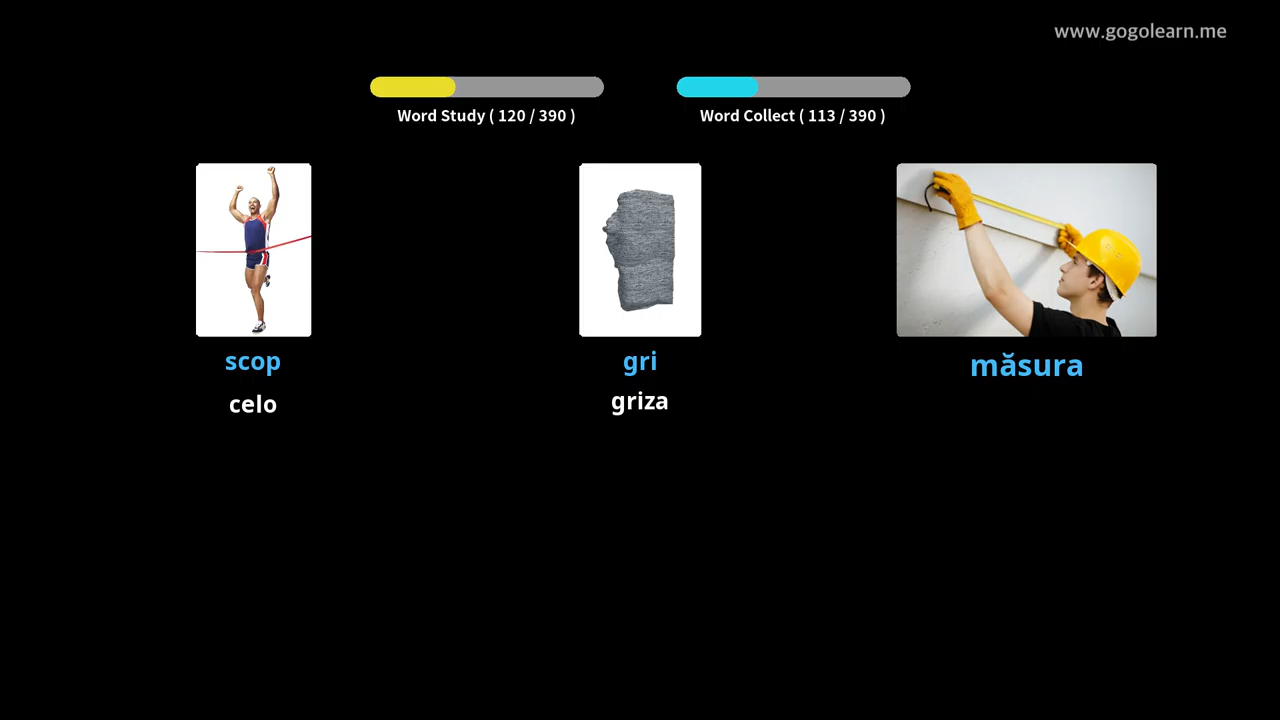 www.gogolearn.me
Word Study ( 120 / 390 )
Word Collect ( 113 / 390 )
scop
celo
gri
griza
măsura